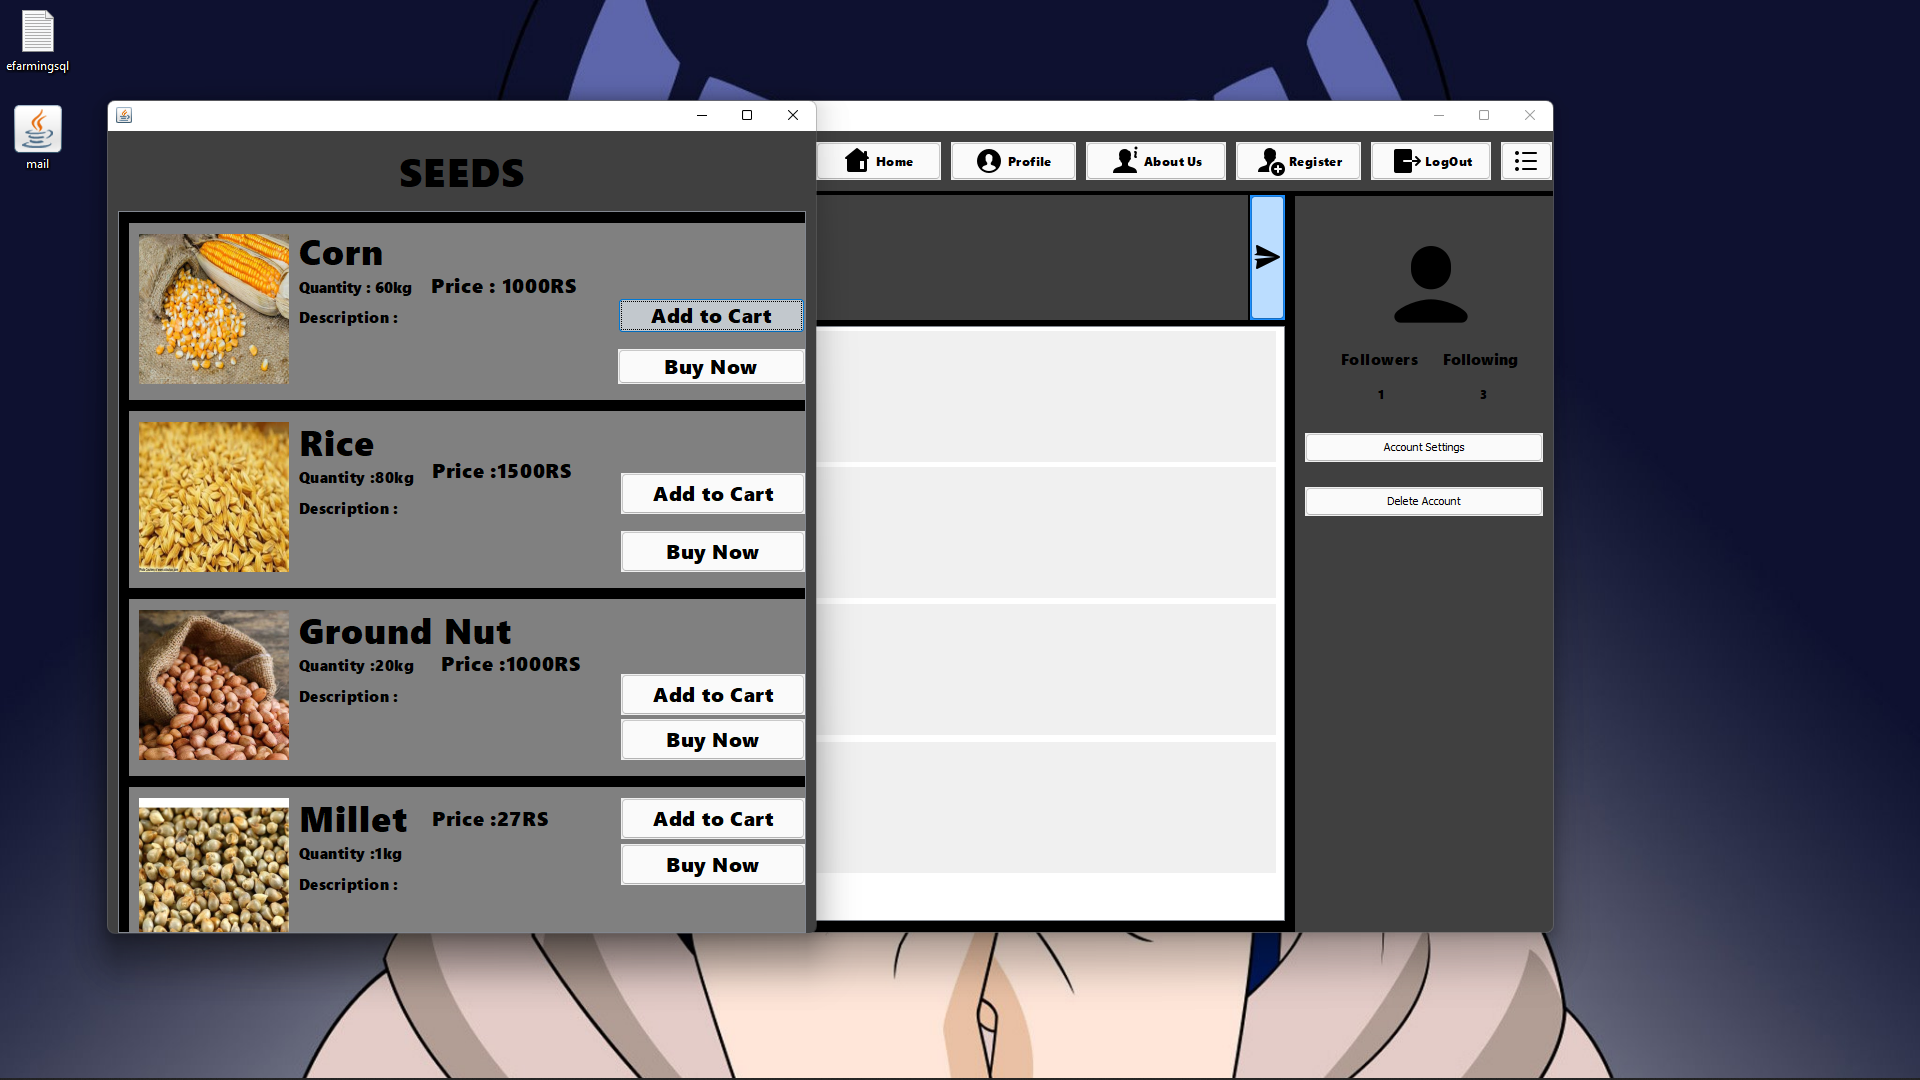 efarmingsql
mail
SEEDS
Corn
Quantity : 60kg
Price : 1000RS
Description :
Add to Cart
Buy Now
Rice
Quantity :80kg
Price :1500RS
Description :
Add to Cart
Buy Now
Ground Nut
Quantity :20kg
Price :1000RS
Description :
Add to Cart
Buy Now
Millet
Price :27RS
Quantity :1kg
Description :
Add to Cart
Buy Now
Home
Profile
About Us
Register
LogOut
Followers
Following
1
3
Account Settings
Delete Account